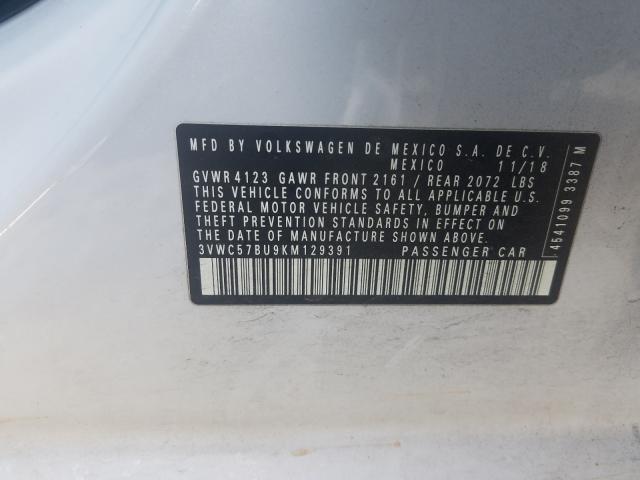 MFD BY VOLKSWAGEN DE MEXICO S.A. DE C.V.
MEXICO 11/18
GVWR 4123 GAWR FRONT 2161 / REAR 2072 LBS
THIS VEHICLE CONFORMS TO ALL APPLICABLE U.S.
FEDERAL MOTOR VEHICLE SAFETY, BUMPER AND
THEFT PREVENTION STANDARDS IN EFFECT ON
THE DATE OF MANUFACTURE SHOWN ABOVE.
3VWC57BU9KM129391 PASSENGER CAR
4541099 3387 M